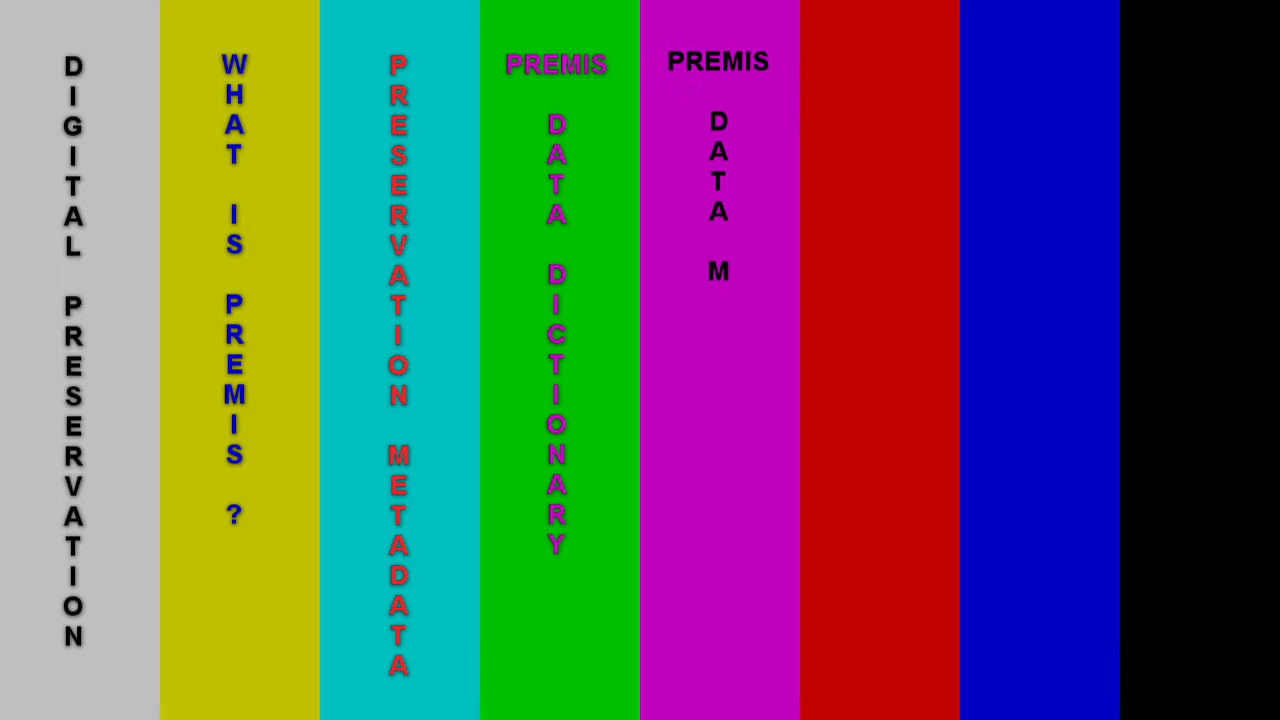 DIGITAL PRESERVATION
WHAT IS PREMIS ?
PRESERVATION METADATA
PREMIS DATA DICTIONARY
PREMIS DATA M